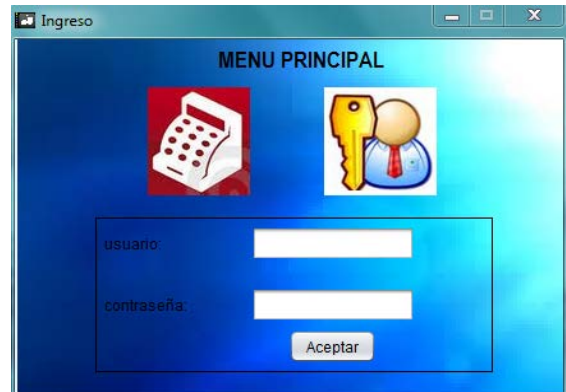 Ingreso
MENU PRINCIPAL
usuario:
contraseña:
Aceptar